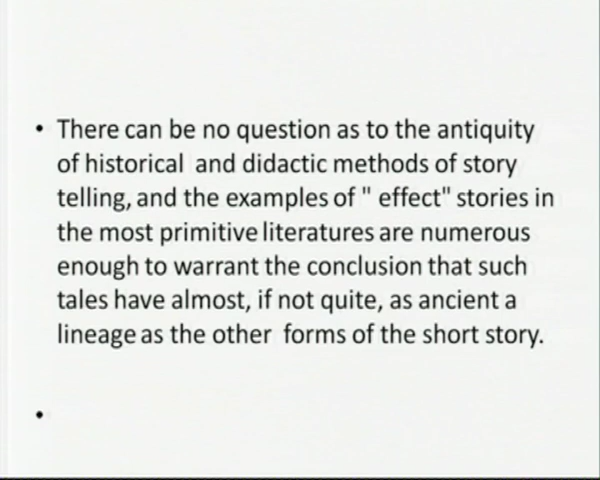 • There can be no question as to the antiquity
of historical and didactic methods of story
telling, and the examples of " effect" stories in
the most primitive literatures are numerous
enough to warrant the conclusion that such
tales have almost, if not quite, as ancient a
lineage as the other forms of the short story.
•